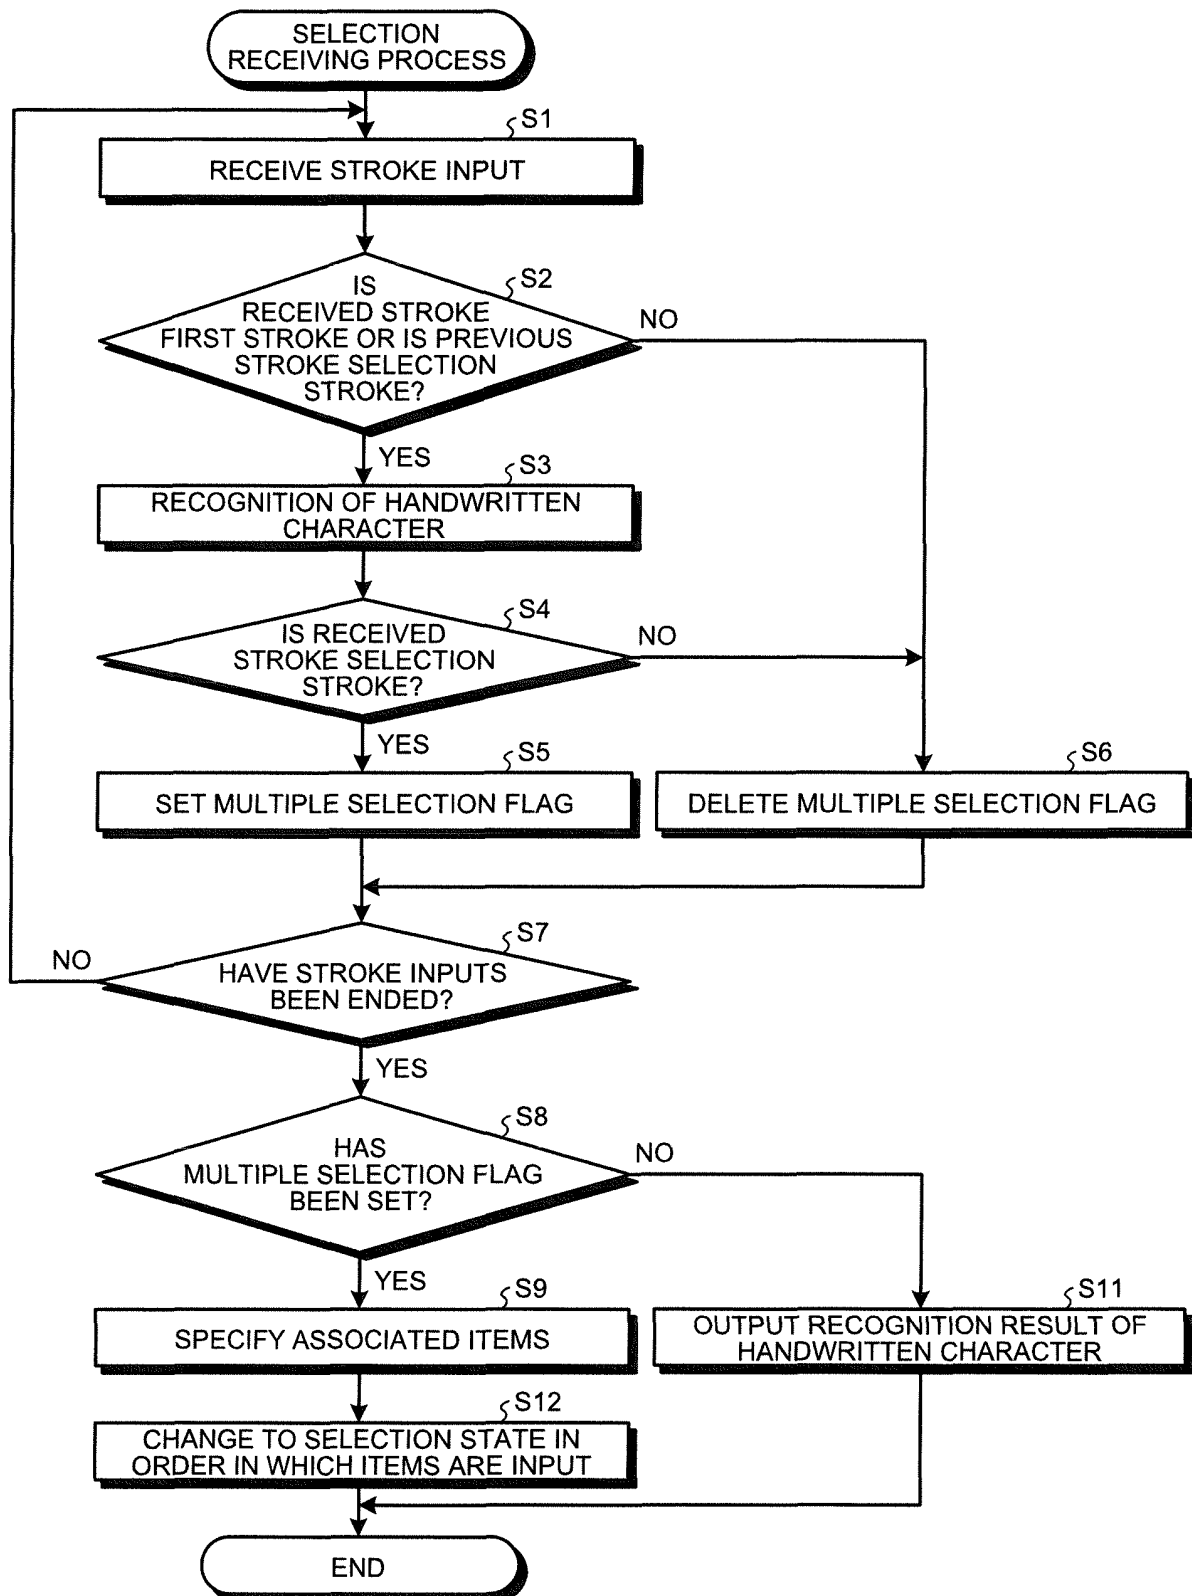 SELECTION
RECEIVING PROCESS
S1
RECEIVE STROKE INPUT
S2
IS
RECEIVED STROKE
FIRST STROKE OR IS PREVIOUS
STROKE SELECTION
STROKE?
NO
YES
S3
RECOGNITION OF HANDWRITTEN
CHARACTER
S4
IS RECEIVED
STROKE SELECTION
STROKE?
NO
YES
S5
SET MULTIPLE SELECTION FLAG
S6
DELETE MULTIPLE SELECTION FLAG
S7
HAVE STROKE INPUTS
BEEN ENDED?
NO
YES
S8
HAS
MULTIPLE SELECTION FLAG
BEEN SET?
NO
YES
S9
SPECIFY ASSOCIATED ITEMS
S11
OUTPUT RECOGNITION RESULT OF
HANDWRITTEN CHARACTER
S12
CHANGE TO SELECTION STATE IN
ORDER IN WHICH ITEMS ARE INPUT
END